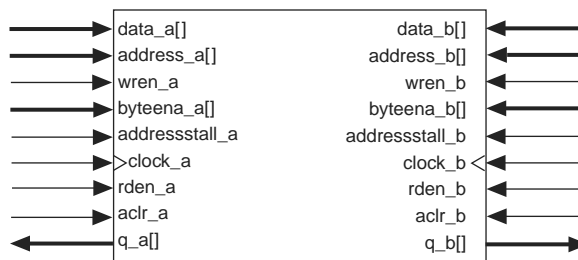 data_a[]
address_a[]
wren_a
byteena_a[]
addressstall_a
clock_a
rden_a
aclr_a
q_a[]
data_b[]
address_b[]
wren_b
byteena_b[]
addressstall_b
clock_b
rden_b
aclr_b
q_b[]